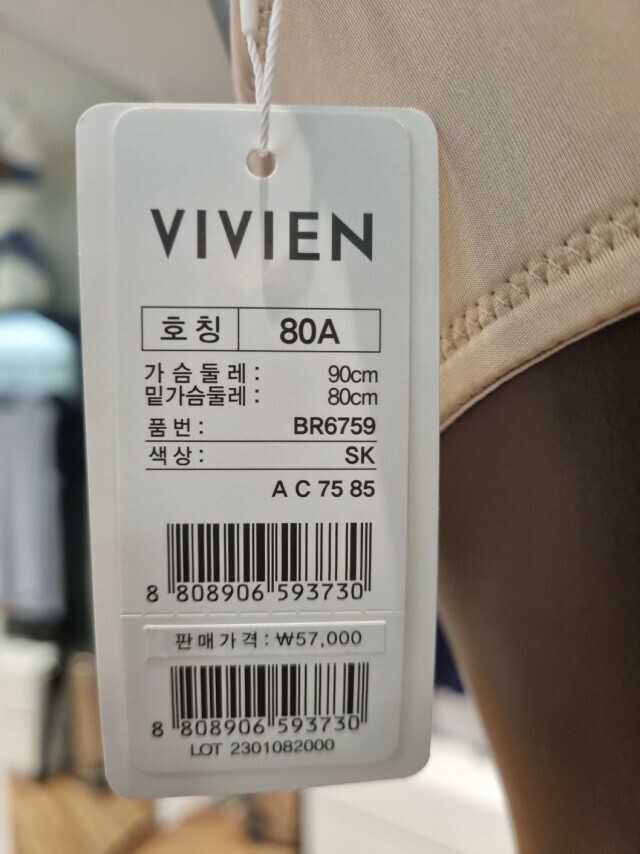 VIVIEN
호칭 80A
가슴둘레: 90cm
밑가슴둘레: 80cm
품번: BR6759
색상: SK
A C 75 85
8 808906 593730
판매가격:₩57,000
8 808906 593730
LOT 2301082000